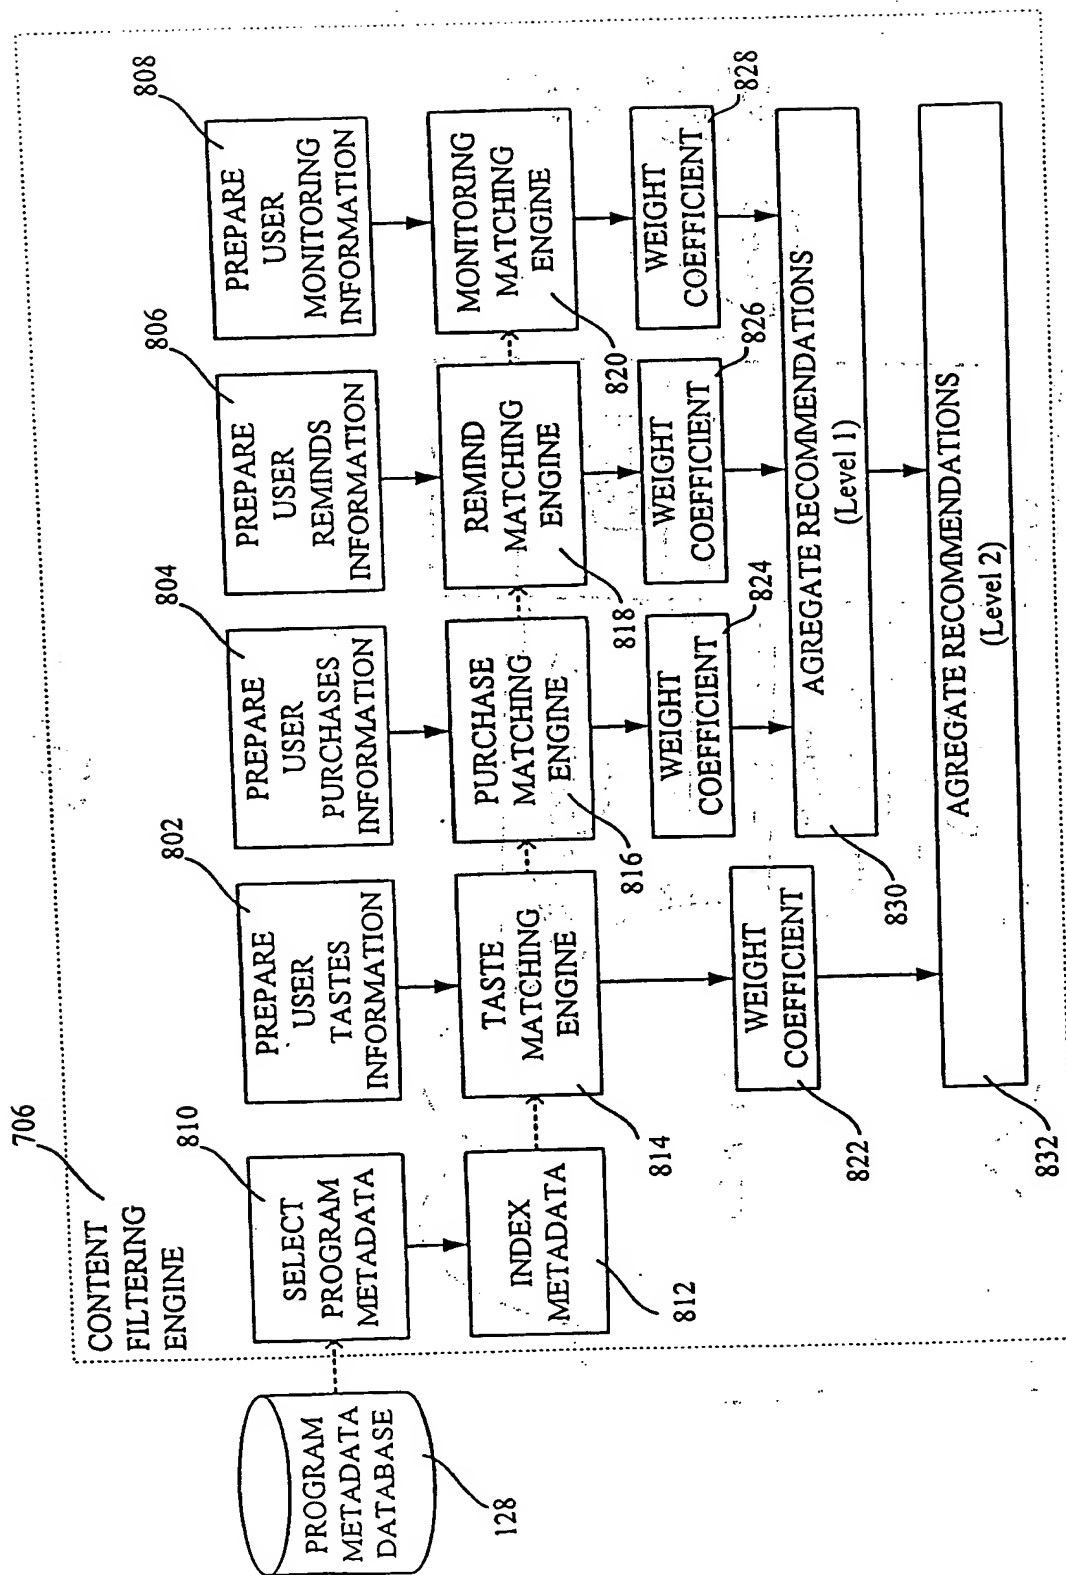 706
CONTENT
FILTERING
ENGINE
PROGRAM
METADATA
DATABASE
128
810
SELECT
PROGRAM
METADATA
INDEX
METADATA
812
802
PREPARE
USER
TASTES
INFORMATION
TASTE
MATCHING
ENGINE
814
WEIGHT
COEFFICIENT
822
804
PREPARE
USER
PURCHASES
INFORMATION
PURCHASE
MATCHING
ENGINE
816
WEIGHT
COEFFICIENT
824
806
PREPARE
USER
REMINDS
INFORMATION
REMIND
MATCHING
ENGINE
818
WEIGHT
COEFFICIENT
826
808
PREPARE
USER
MONITORING
INFORMATION
MONITORING
MATCHING
ENGINE
820
WEIGHT
COEFFICIENT
828
AGREGATE RECOMMENDATIONS
(Level 1)
830
AGREGATE RECOMMENDATIONS
(Level 2)
832